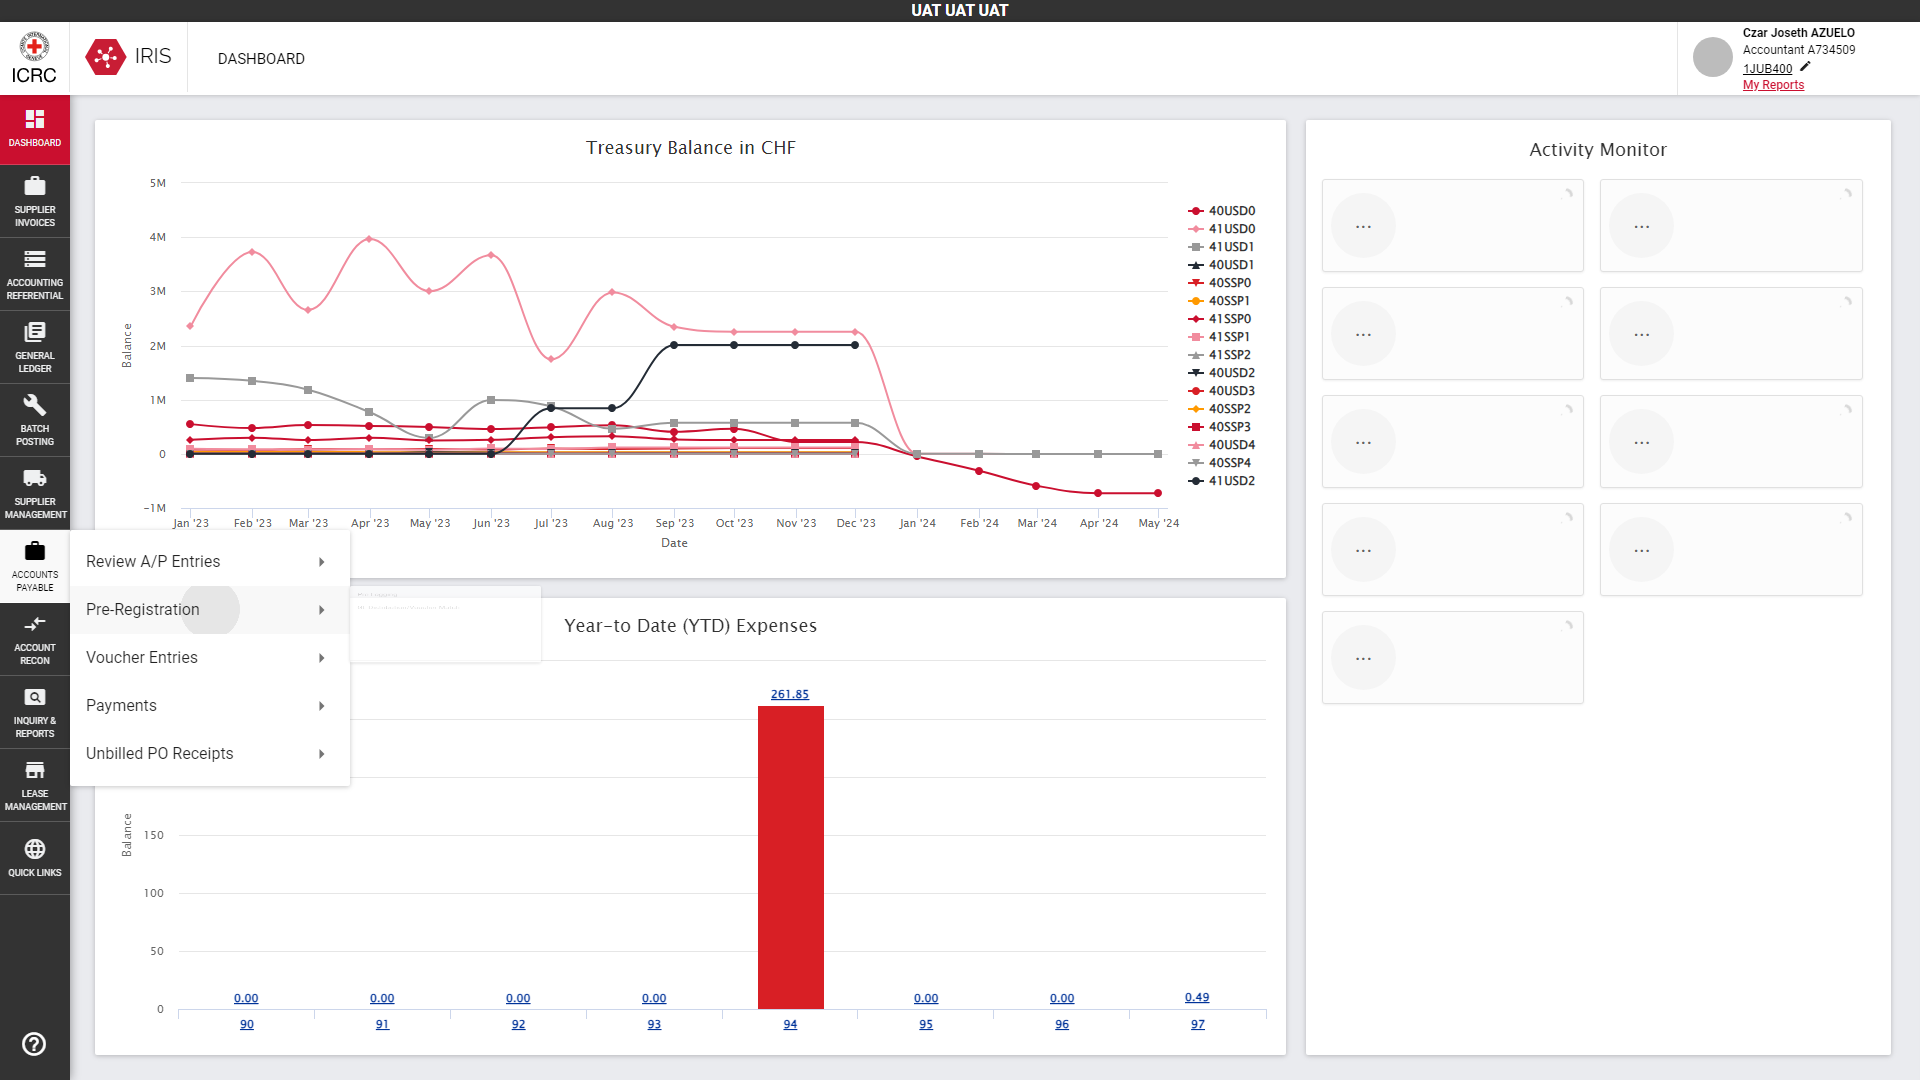 UAT UAT UAT
ICRC
IRIS
DASHBOARD
Czar Joseth AZUELO
Accountant A734509
1JUB400
My Reports
DASHBOARD
SUPPLIER
INVOICES
ACCOUNTING
REFERENTIAL
GENERAL
LEDGER
BATCH
POSTING
SUPPLIER
MANAGEMENT
ACCOUNTS
PAYABLE
ACCOUNT
RECON
INQUIRY &
REPORTS
LEASE
MANAGEMENT
QUICK LINKS
Review A/P Entries
Pre-Registration
Voucher Entries
Payments
Unbilled PO Receipts
Treasury Balance in CHF
Balance
5M
4M
3M
2M
1M
0
-1M
Jan '23 Feb '23 Mar '23 Apr '23 May '23 Jun '23 Jul '23 Aug '23 Sep '23 Oct '23 Nov '23 Dec '23 Jan '24 Feb '24 Mar '24 Apr '24 May '24
Date
40USD0
41USD0
41USD1
40USD1
40SSP0
40SSP1
41SSP0
41SSP1
41SSP2
40USD2
40USD3
40SSP2
40SSP3
40USD4
40SSP4
41USD2
Year-to Date (YTD) Expenses
Balance
150
100
50
0
0.00 0.00 0.00 0.00 261.85 0.00 0.00 0.49
90 91 92 93 94 95 96 97
Activity Monitor
... ...
... ...
... ...
... ...
...